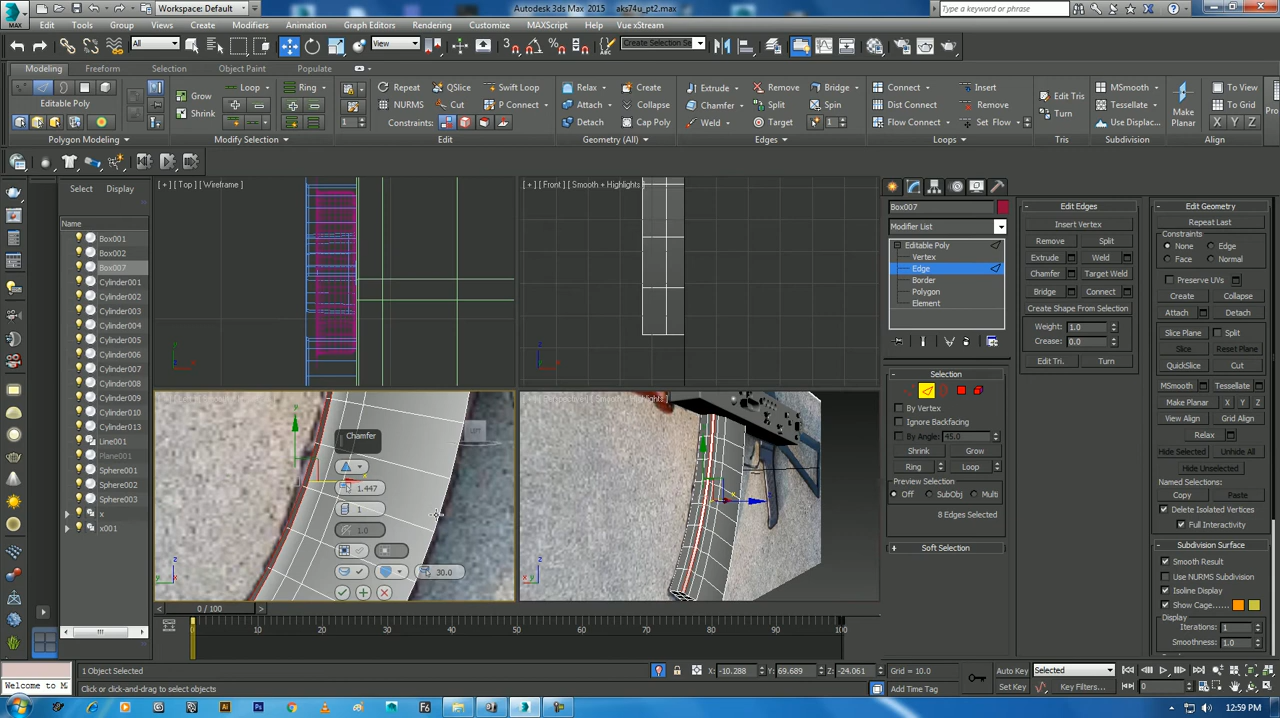 MAX
Workspace: Default
Autodesk 3ds Max 2015    aks74u_pt2.max
Type a keyword or phrase
Edit Tools Group Views Create Modifiers Animation Graph Editors Rendering Customize MAXScript Help Vue xStream
All View Create Selection Se
Modeling Freeform Selection Object Paint Populate
Grow Loop Ring Repeat QSlice Swift Loop Relax Create Extrude Remove Bridge Connect Insert MSmooth To View
Shrink NURMS Cut P Connect Attach Collapse Chamfer Split Spin Dist Connect Remove Edit Tris Tessellate To Grid
Editable Poly 1 Constraints: Detach Cap Poly Weld Target 1 Flow Connect Set Flow Turn Use Displac... Make Planar X Y Z
Polygon Modeling Modify Selection Edit Geometry (All) Edges Loops Subdivision Align
Select Display
Name
Box001
Box002
Box007
Cylinder001
Cylinder002
Cylinder003
Cylinder004
Cylinder005
Cylinder006
Cylinder007
Cylinder008
Cylinder009
Cylinder010
Cylinder013
Line001
Plane001
Sphere001
Sphere002
Sphere003
x
x001
[ + ] [ Top ] [ Wireframe ]
[ + ] [ Front ] [ Smooth + Highlights ]
Chamfer
1.447
1
1.0
30.0
Box007
Modifier List
Editable Poly
Vertex
Edge
Border
Polygon
Element
Selection
By Vertex
Ignore Backfacing
By Angle: 45.0
Shrink Grow
Ring Loop
Preview Selection
Off SubObj Multi
8 Edges Selected
Soft Selection
Edit Edges
Insert Vertex
Remove Split
Extrude Weld
Chamfer Target Weld
Bridge Connect
Create Shape From Selection
Weight: 1.0
Crease: 0.0
Edit Tri. Turn
Edit Geometry
Repeat Last
Constraints
None Edge
Face Normal
Preserve UVs
Create Collapse
Attach Detach
Slice Plane Split
Slice Reset Plane
QuickSlice Cut
MSmooth Tessellate
Make Planar X Y Z
View Align Grid Align
Relax
Hide Selected Unhide All
Hide Unselected
Named Selections:
Copy Paste
Delete Isolated Vertices
Full Interactivity
Subdivision Surface
Smooth Result
Use NURMS Subdivision
Isoline Display
Show Cage......
Display
Iterations: 1
Smoothness: 1.0
0 / 100
0 10 20 30 40 50 60 70 80 90 100
1 Object Selected
X: -10.288 Y: 69.689 Z: -24.061 Grid = 10.0 Auto Key Selected
Welcome to M Click or click-and-drag to select objects Add Time Tag Set Key Key Filters... 0
12:59 PM